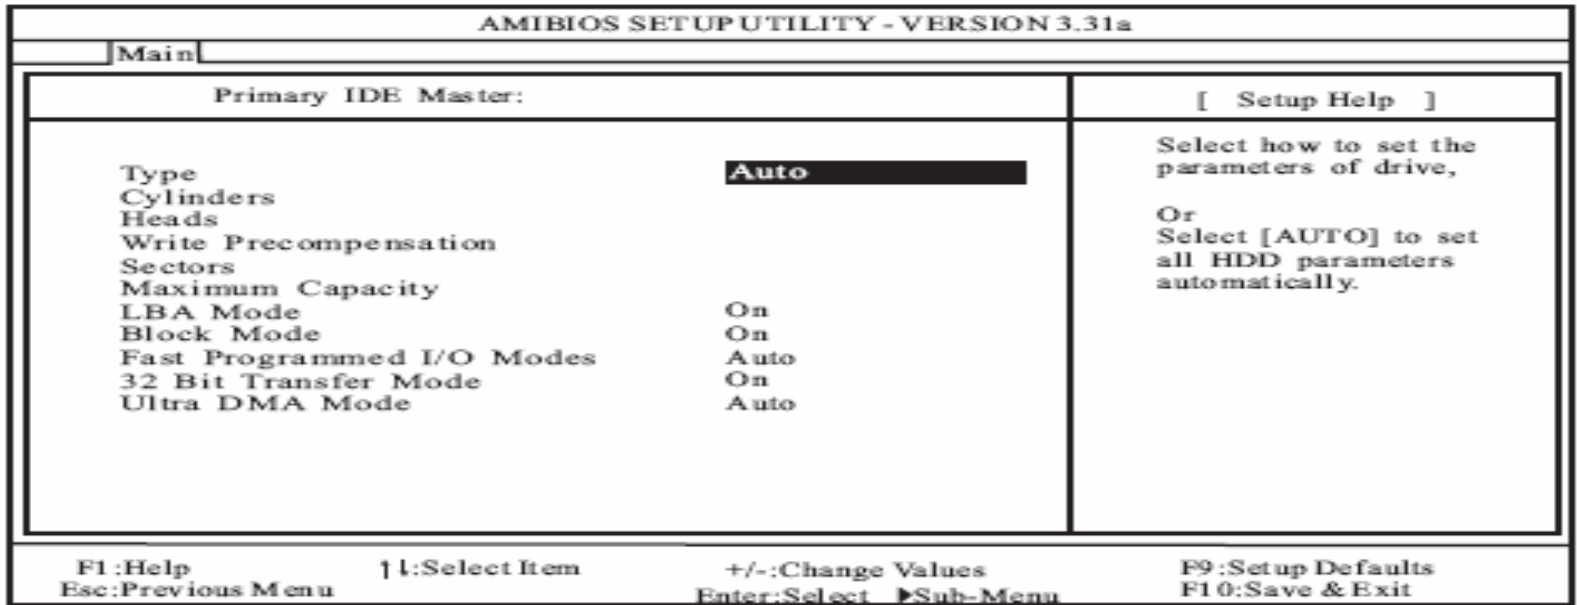 AMIBIOS SETUP UTILITY - VERSION 3.31a
Main
Primary IDE Master:
[ Setup Help ]
Type Auto
Cylinders
Heads
Write Precompensation
Sectors
Maximum Capacity
LBA Mode On
Block Mode On
Fast Programmed I/O Modes Auto
32 Bit Transfer Mode On
Ultra DMA Mode Auto
Select how to set the
parameters of drive,
Or
Select [AUTO] to set
all HDD parameters
automatically.
F1:Help ↑↓:Select Item +/-:Change Values F9:Setup Defaults
Esc:Previous Menu Enter:Select ▶Sub-Menu F10:Save & Exit